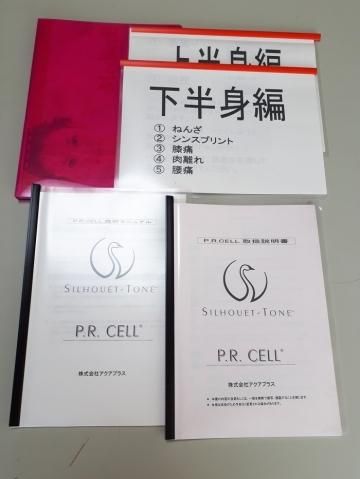 上半身編
下半身編
① ねんざ
② シンスプリント
③ 膝痛
④ 肉離れ
⑤ 腰痛
SILHOUET-TONE
P.R. CELL®
株式会社アクアプラス
P.R.CELL 取扱説明書
SILHOUET-TONE
P.R. CELL®
株式会社アクアプラス